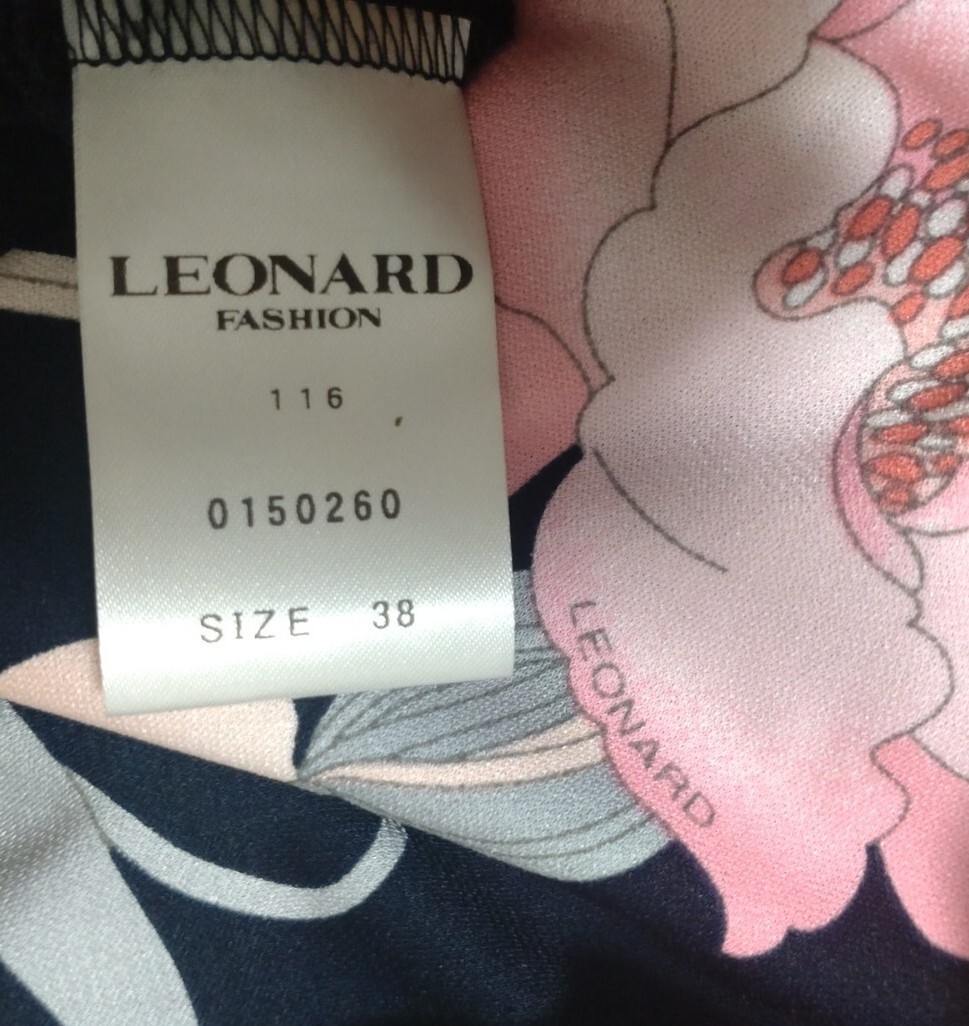 LEONARD
FASHION
116
0150260
SIZE 38
LEONARD